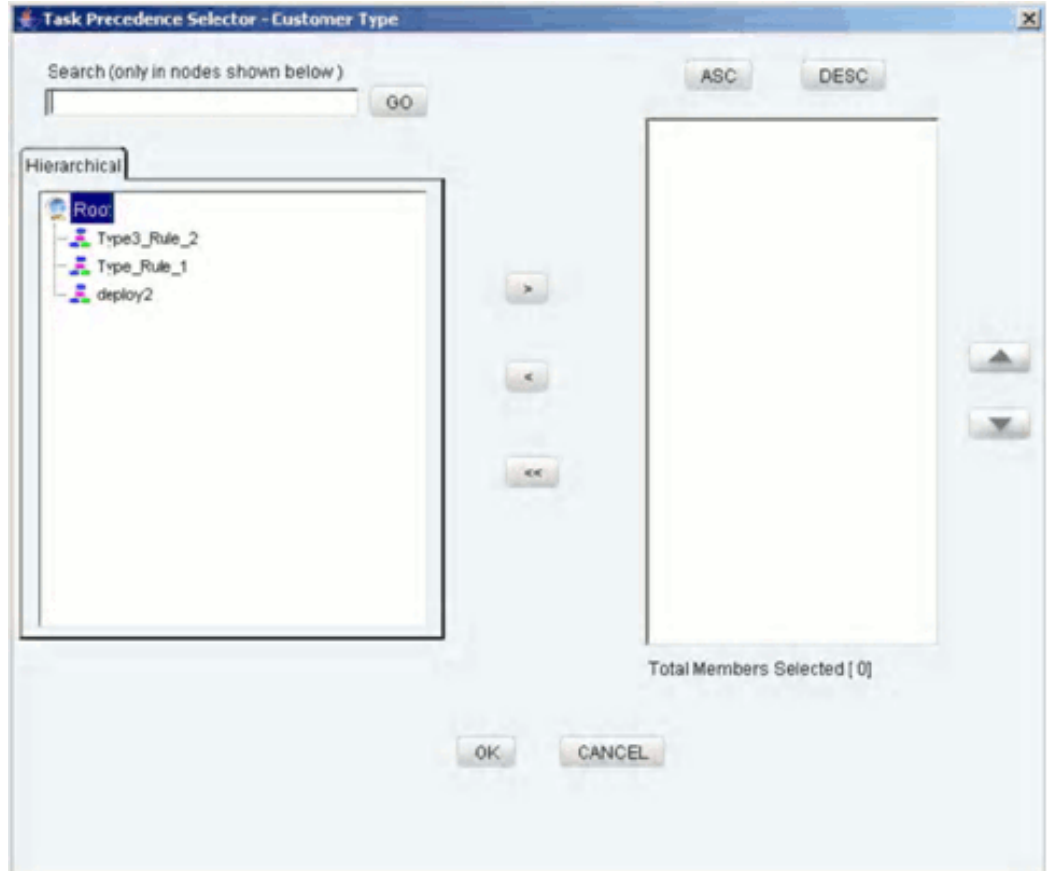 Task Precedence Selector - Customer Type
Search (only in nodes shown below )
GO
ASC
DESC
Hierarchical
Root
Type3_Rule_2
Type_Rule_1
deploy2
>
<
<<
Total Members Selected [ 0]
OK
CANCEL